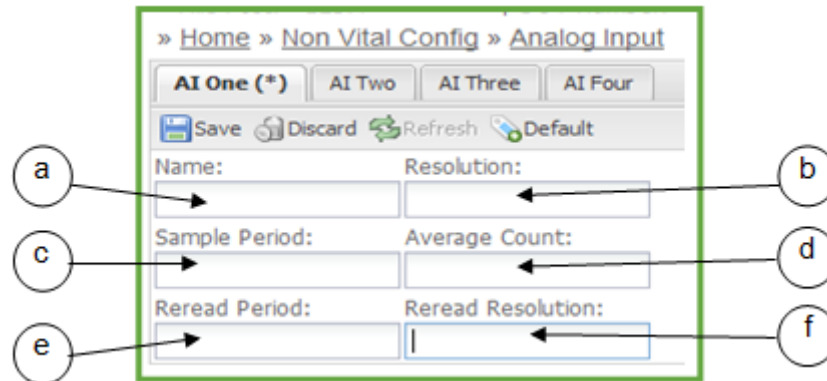 » Home » Non Vital Config » Analog Input
AI One (*) AI Two AI Three AI Four
Save Discard Refresh Default
a Name: Resolution: b
c Sample Period: Average Count: d
e Reread Period: Reread Resolution: f